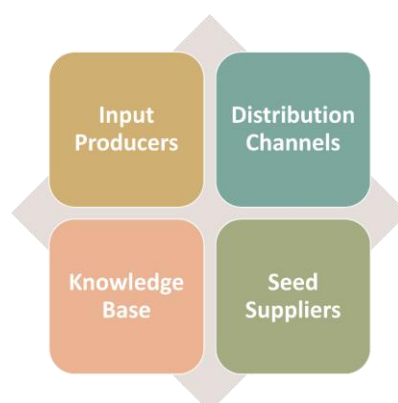 Input
Producers
Distribution
Channels
Knowledge
Base
Seed
Suppliers